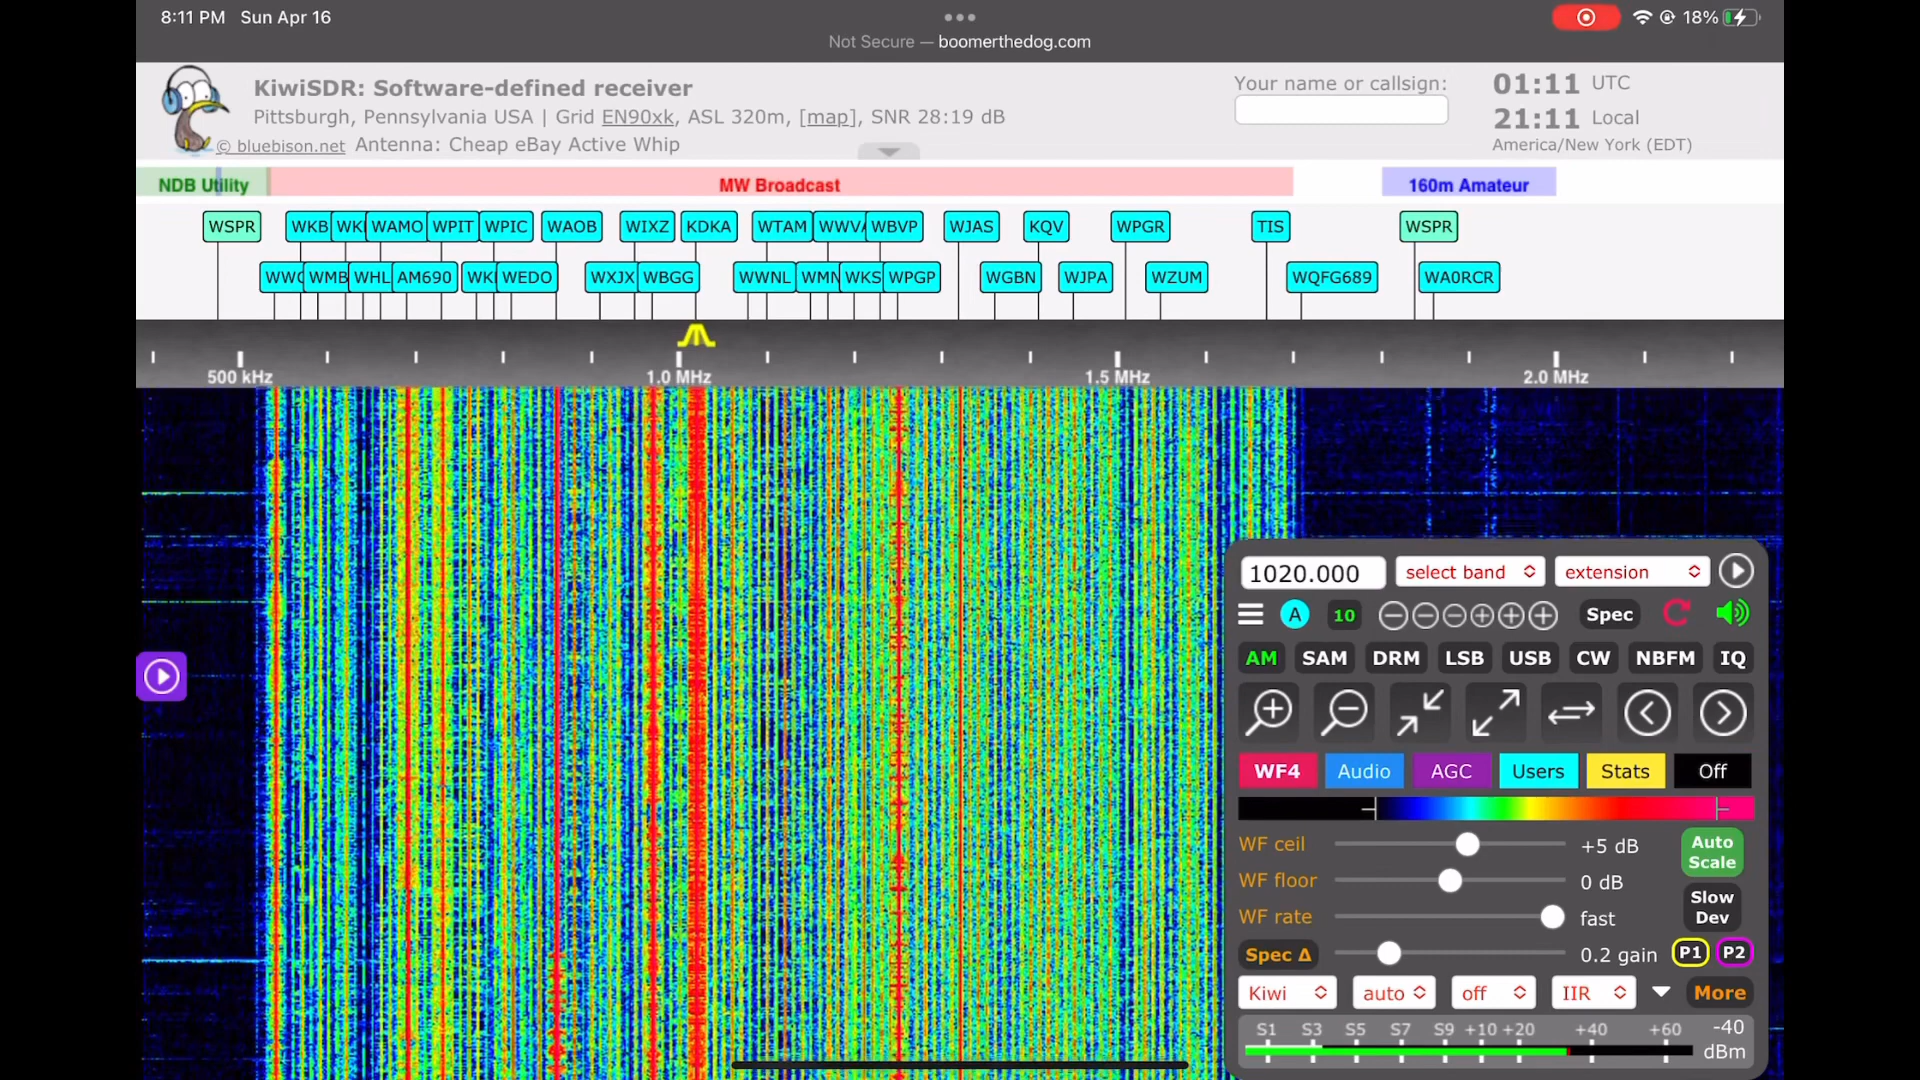 8:11 PM Sun Apr 16
18%
Not Secure — boomerthedog.com
KiwiSDR: Software-defined receiver
Pittsburgh, Pennsylvania USA | Grid EN90xk, ASL 320m, [map], SNR 28:19 dB
© bluebison.net Antenna: Cheap eBay Active Whip
Your name or callsign:
01:11 UTC
21:11 Local
America/New York (EDT)
NDB Utility MW Broadcast 160m Amateur
WSPR WKB WAMO WPIT WPIC WAOB WIXZ KDKA WTAM WWVA WBVP WJAS KQV WPGR TIS WSPR
WMB WHL AM690 WEDO WXJX WBGG WWNL WMN WKS WPGP WGBN WJPA WZUM WQFG689 WA0RCR
500 kHz 1.0 MHz 1.5 MHz 2.0 MHz
1020.000 select band extension
A 10 Spec
AM SAM DRM LSB USB CW NBFM IQ
WF4 Audio AGC Users Stats Off
WF ceil +5 dB Auto Scale
WF floor 0 dB
WF rate fast Slow Dev
Spec Δ 0.2 gain P1 P2
Kiwi auto off IIR More
S1 S3 S5 S7 S9 +10 +20 +40 +60 -40
dBm